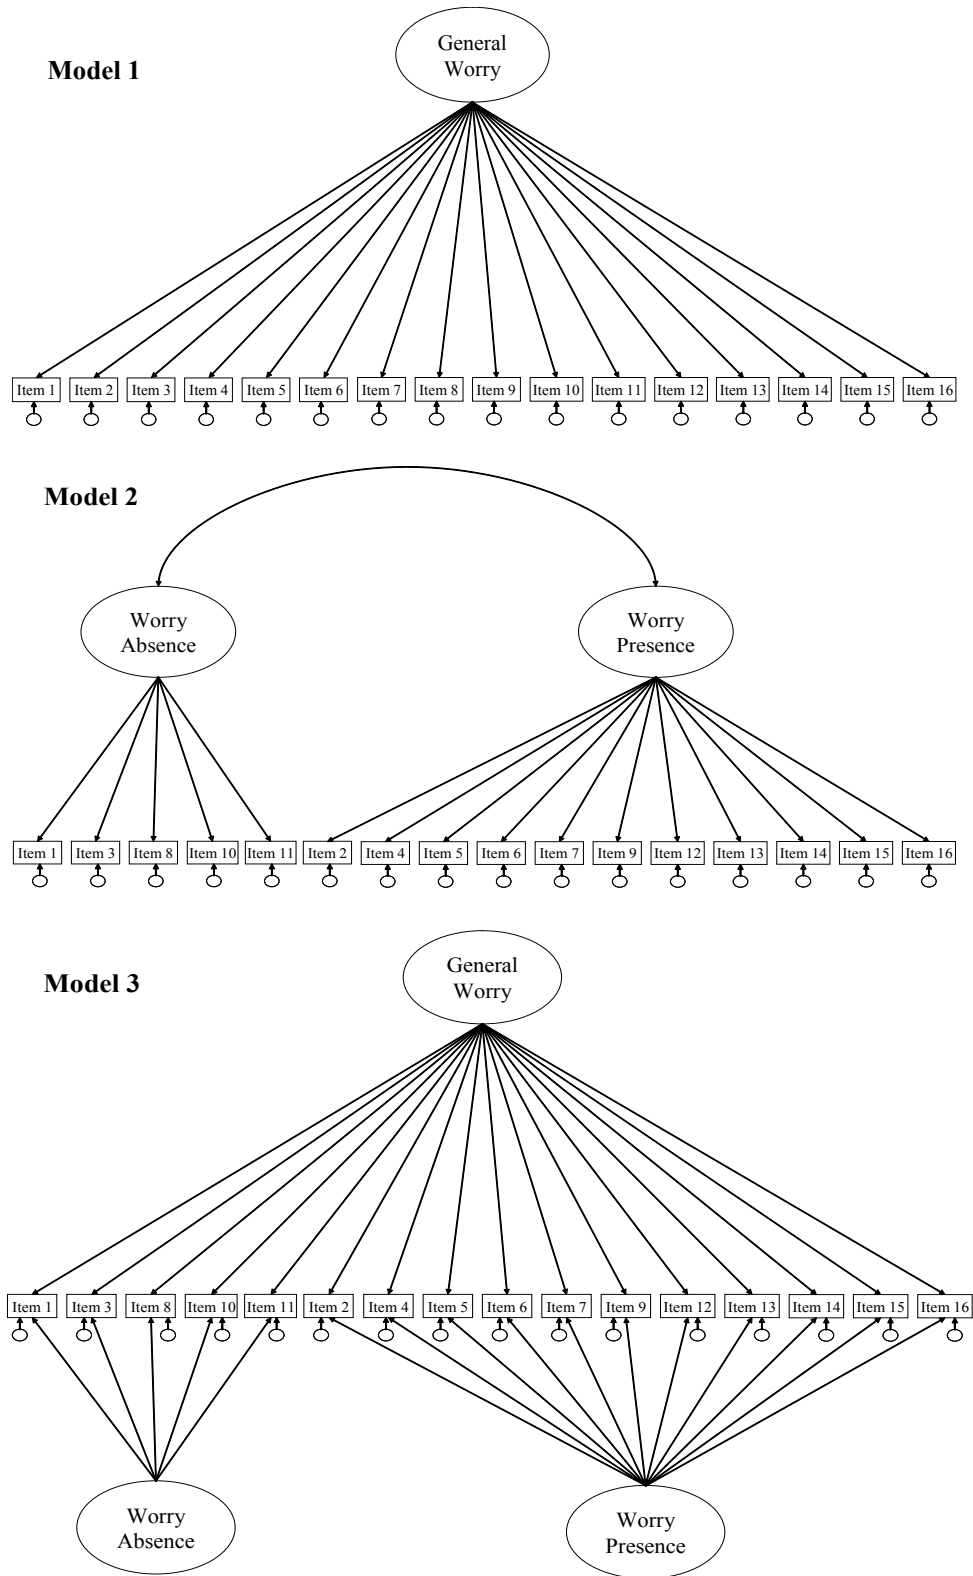 General
Worry
Model 1
Item 1 Item 2 Item 3 Item 4 Item 5 Item 6 Item 7 Item 8 Item 9 Item 10 Item 11 Item 12 Item 13 Item 14 Item 15 Item 16
Model 2
Worry
Absence
Worry
Presence
Item 1 Item 3 Item 8 Item 10 Item 11 Item 2 Item 4 Item 5 Item 6 Item 7 Item 9 Item 12 Item 13 Item 14 Item 15 Item 16
General
Worry
Model 3
Item 1 Item 3 Item 8 Item 10 Item 11 Item 2 Item 4 Item 5 Item 6 Item 7 Item 9 Item 12 Item 13 Item 14 Item 15 Item 16
Worry
Absence
Worry
Presence